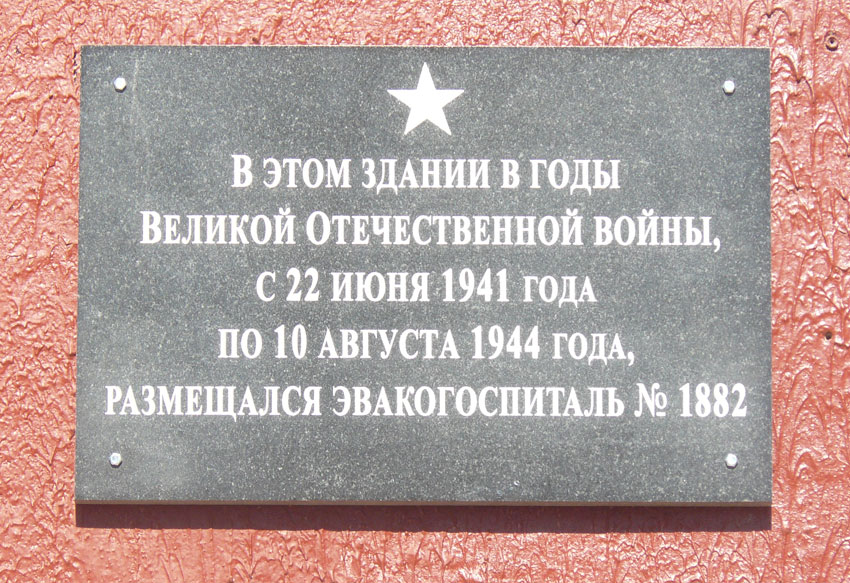 В ЭТОМ ЗДАНИИ В ГОДЫ
ВЕЛИКОЙ ОТЕЧЕСТВЕННОЙ ВОЙНЫ,
С 22 ИЮНЯ 1941 ГОДА
ПО 10 АВГУСТА 1944 ГОДА,
РАЗМЕЩАЛСЯ ЭВАКОГОСПИТАЛЬ № 1882